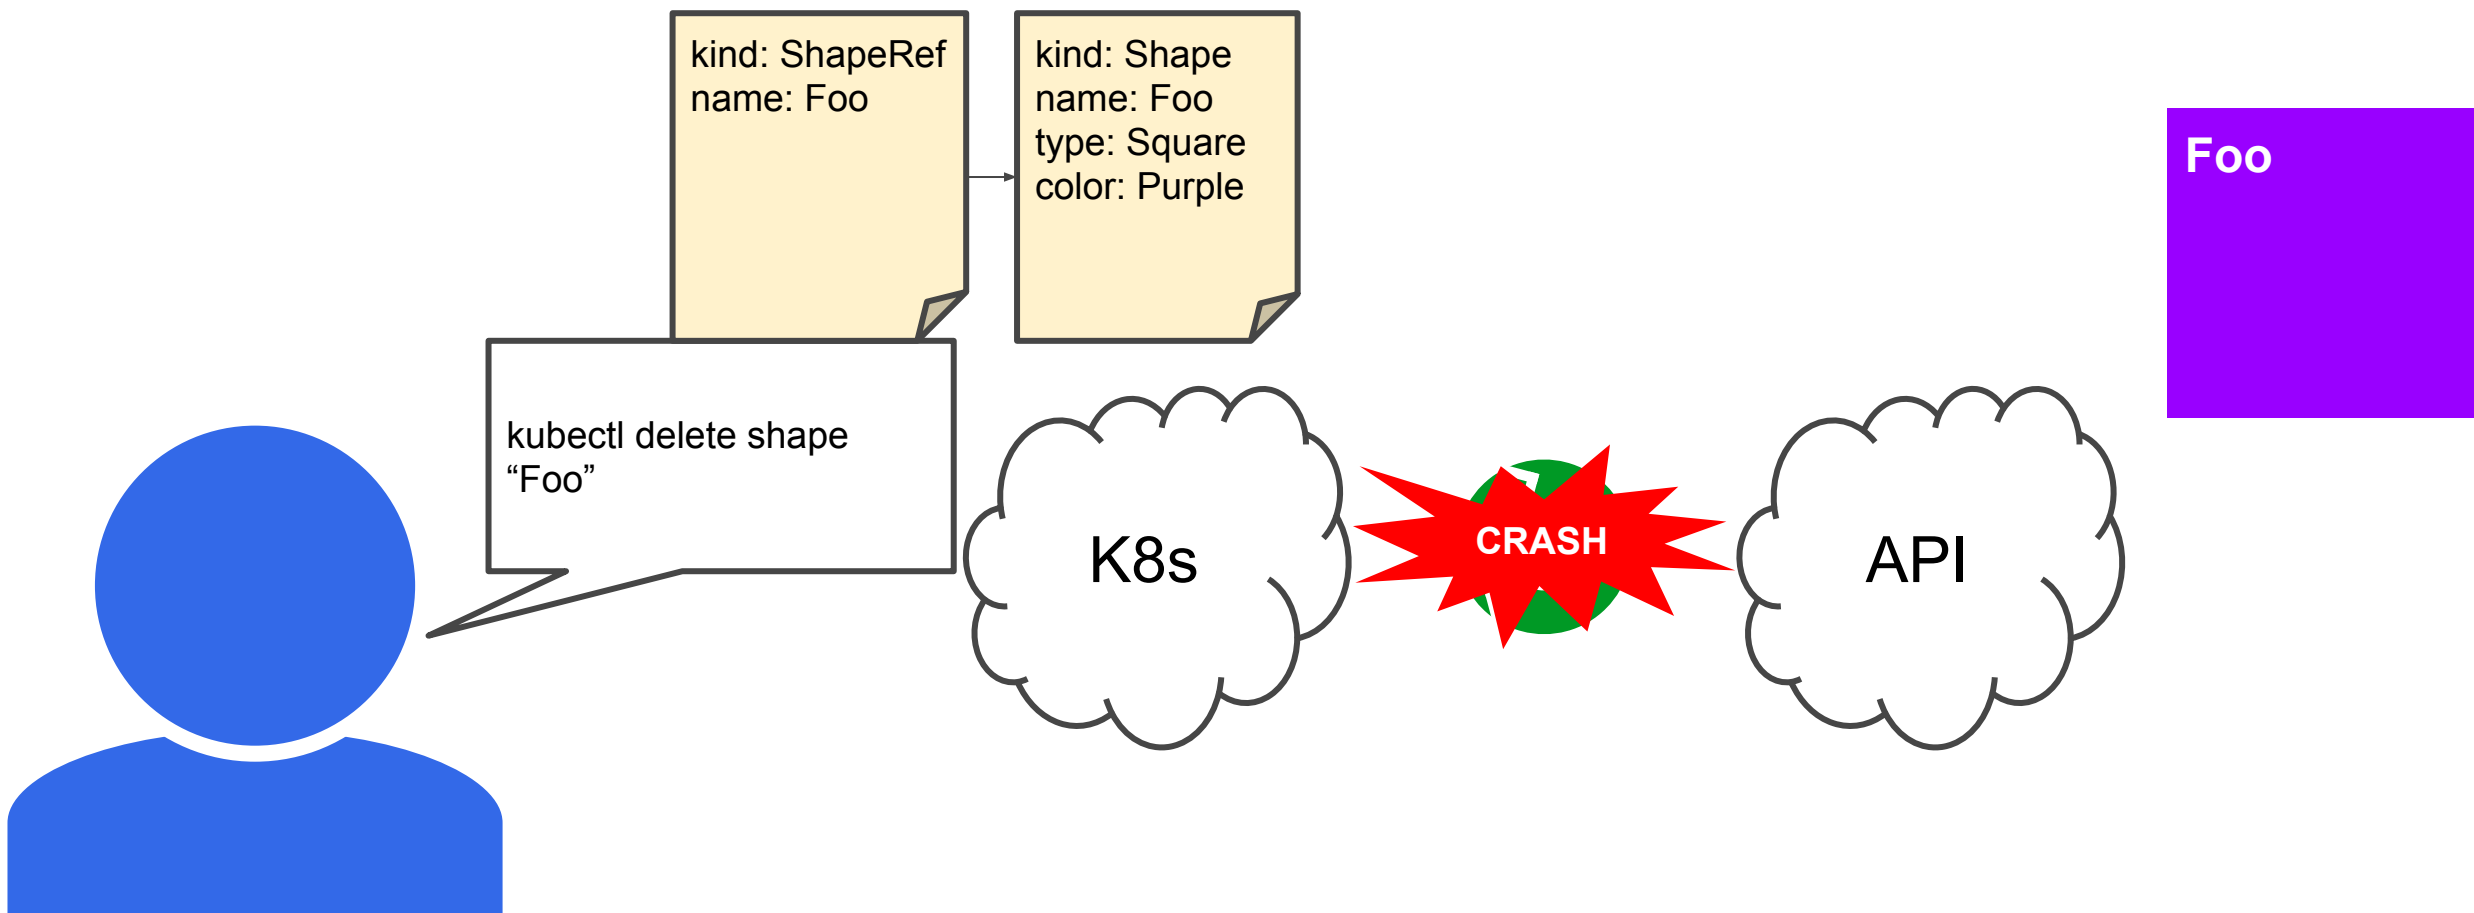 kind: ShapeRef
name: Foo
kind: Shape
name: Foo
type: Square
color: Purple
Foo
kubectl delete shape
“Foo”
K8s
CRASH
API